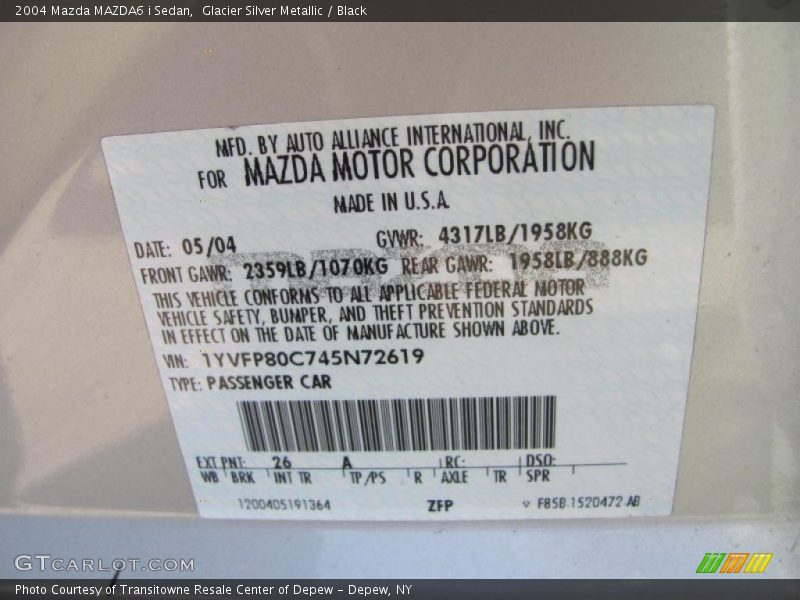 2004 Mazda MAZDA6 i Sedan,  Glacier Silver Metallic / Black
MFD. BY AUTO ALLIANCE INTERNATIONAL, INC.
FOR MAZDA MOTOR CORPORATION
MADE IN U.S.A.
DATE: 05/04 GVWR: 4317LB/1958KG
FRONT GAWR: 2359LB/1070KG REAR GAWR: 1958LB/888KG
THIS VEHICLE CONFORMS TO ALL APPLICABLE FEDERAL MOTOR
VEHICLE SAFETY, BUMPER, AND THEFT PREVENTION STANDARDS
IN EFFECT ON THE DATE OF MANUFACTURE SHOWN ABOVE.
VIN: 1YVFP80C745N72619
TYPE: PASSENGER CAR
EXT PNT: 26 A RC: DSO:
WB BRK INT TR TP/PS R AXLE TR SPR
1200405191364 ZFP F85B 1520472 AB
GTCARLOT.COM
Photo Courtesy of Transitowne Resale Center of Depew – Depew, NY